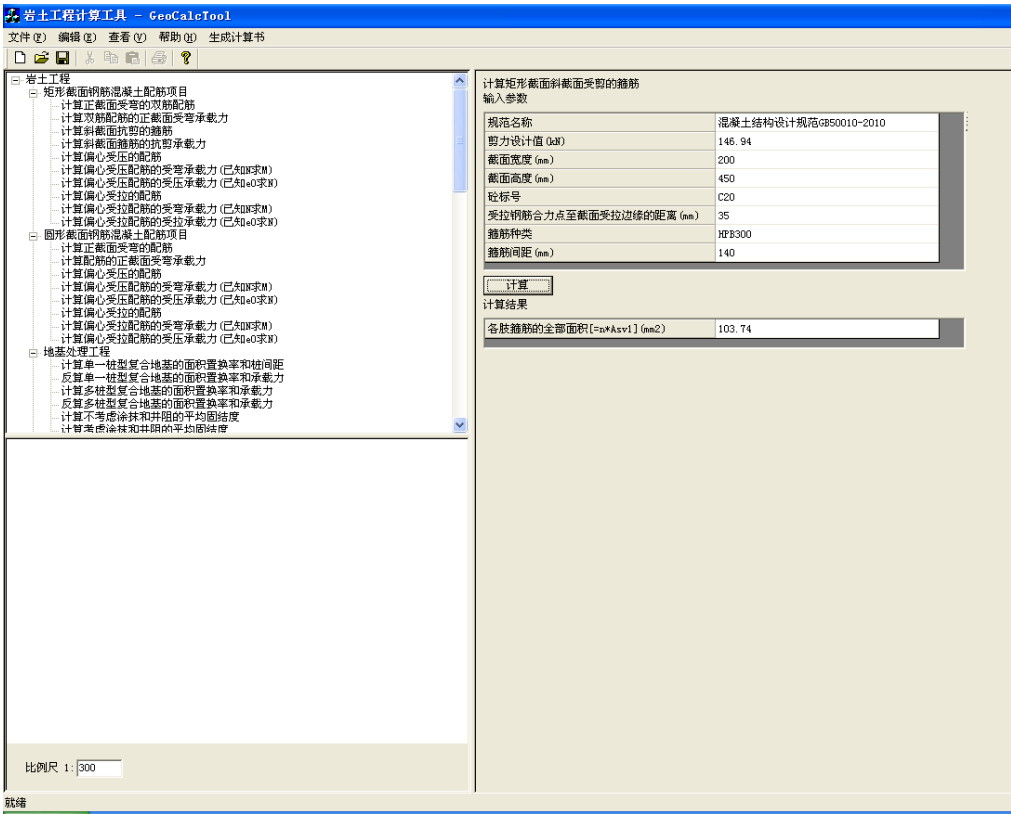 岩土工程计算工具 - GeoCalcTool
文件(F) 编辑(E) 查看(V) 帮助(H) 生成计算书
岩土工程
矩形截面钢筋混凝土配筋项目
计算正截面受弯的双筋配筋
计算双筋配筋的正截面受弯承载力
计算斜截面抗剪的箍筋
计算斜截面箍筋的抗剪承载力
计算偏心受压的配筋
计算偏心受压配筋的受弯承载力(已知N求M)
计算偏心受压配筋的受压承载力(已知e0求N)
计算偏心受拉的配筋
计算偏心受拉配筋的受弯承载力(已知N求M)
计算偏心受拉配筋的受压承载力(已知e0求N)
圆形截面钢筋混凝土配筋项目
计算正截面受弯的配筋
计算配筋的正截面受弯承载力
计算偏心受压的配筋
计算偏心受压配筋的受弯承载力(已知N求M)
计算偏心受压配筋的受压承载力(已知e0求N)
计算偏心受拉的配筋
计算偏心受拉配筋的受弯承载力(已知N求M)
计算偏心受拉配筋的受压承载力(已知e0求N)
地基处理工程
计算单一桩型复合地基的面积置换率和桩间距
反算单一桩型复合地基的面积置换率和承载力
计算多桩型复合地基的面积置换率和承载力
反算多桩型复合地基的面积置换率和承载力
计算不考虑涂抹和井阻的平均固结度
计算考虑涂抹和井阻的平均固结度
比例尺 1: 300
就绪
计算矩形截面斜截面受剪的箍筋
输入参数
规范名称 混凝土结构设计规范GB50010-2010
剪力设计值(kN) 146.94
截面宽度(mm) 200
截面高度(mm) 450
砼标号 C20
受拉钢筋合力点至截面受拉边缘的距离(mm) 35
箍筋种类 HPB300
箍筋间距(mm) 140
计算
计算结果
各肢箍筋的全部面积[=n*Asv1](mm2) 103.74